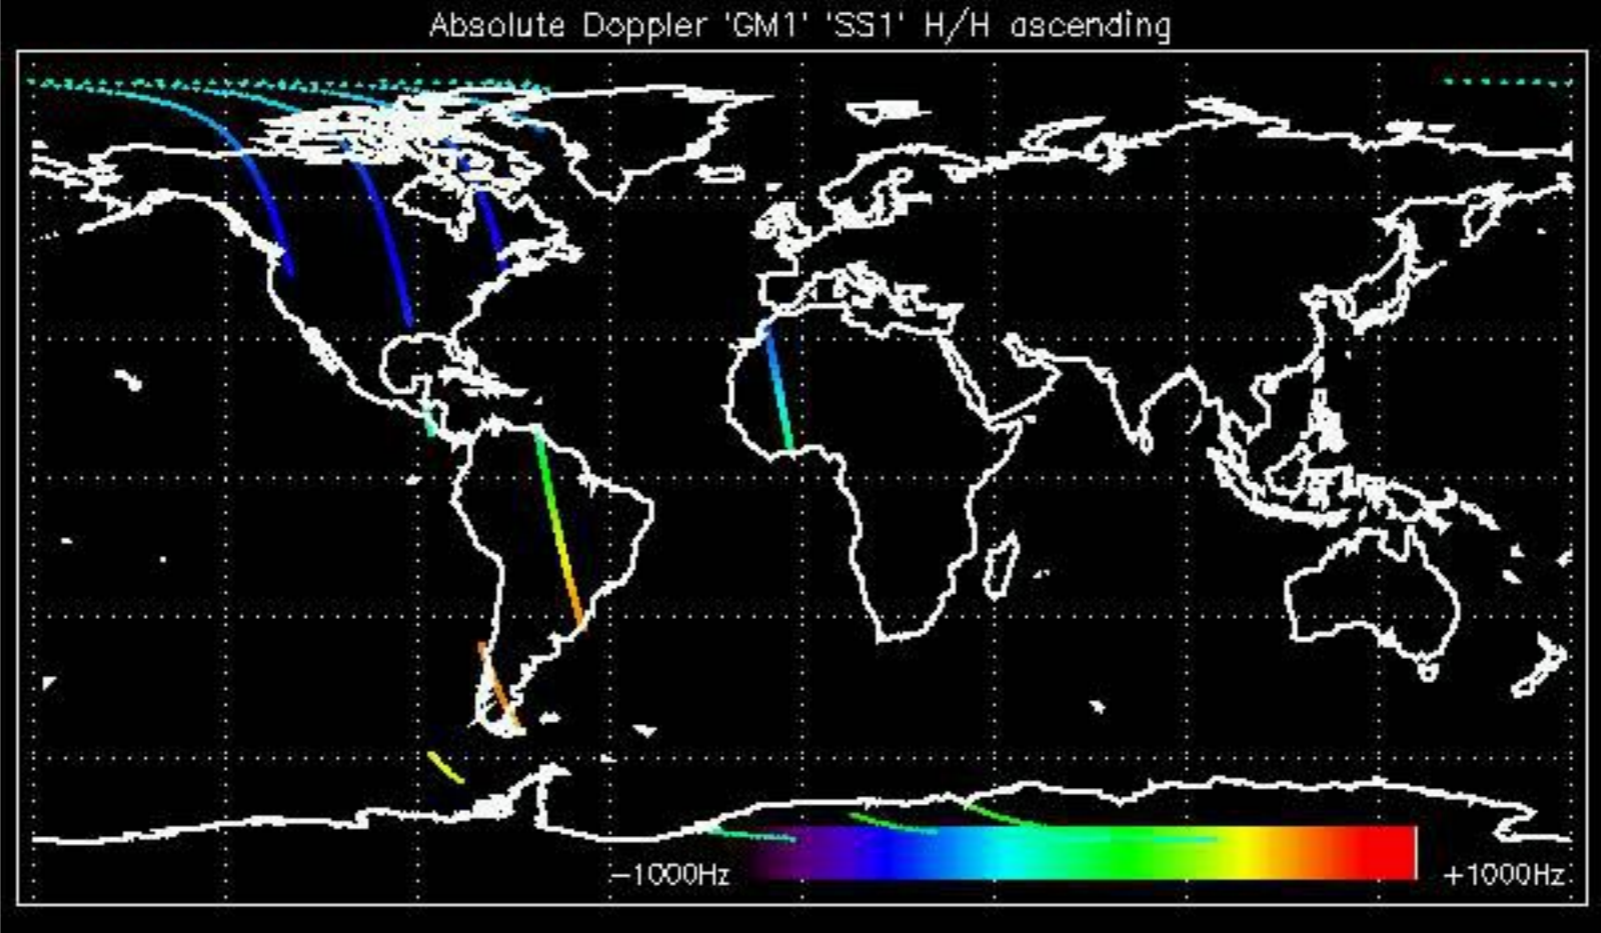 Absolute Doppler 'GM1' 'SS1' H/H ascending
-1000Hz +1000Hz